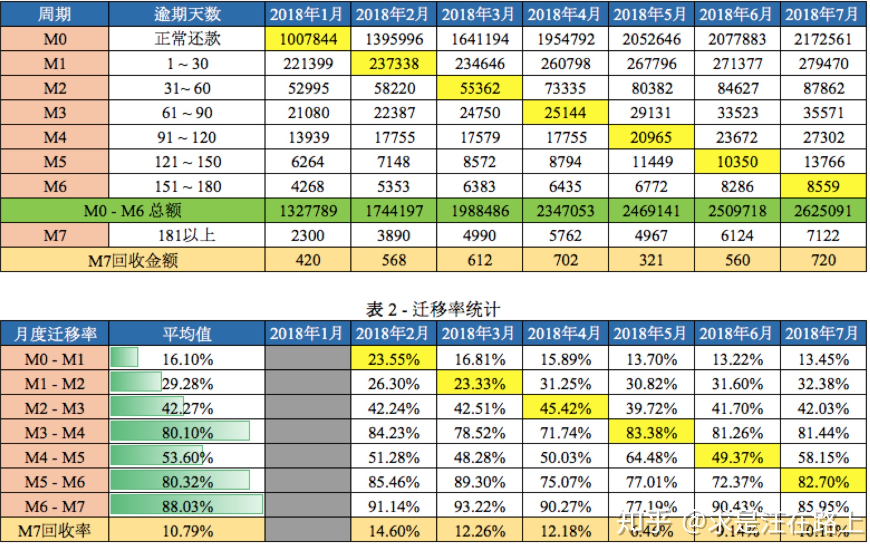 周期 逾期天数 2018年1月 2018年2月 2018年3月 2018年4月 2018年5月 2018年6月 2018年7月
M0 正常还款 1007844 1395996 1641194 1954792 2052646 2077883 2172561
M1 1~30 221399 237338 234646 260798 267796 271377 279470
M2 31~60 52995 58220 55362 73335 80382 84627 87862
M3 61~90 21080 22387 24750 25144 29131 33523 35571
M4 91~120 13939 17755 17579 17755 20965 23672 27302
M5 121~150 6264 7148 8572 8794 11449 10350 13766
M6 151~180 4268 5353 6383 6435 6772 8286 8559
M0 - M6 总额 1327789 1744197 1988486 2347053 2469141 2509718 2625091
M7 181以上 2300 3890 4990 5762 4967 6124 7122
M7回收金额 420 568 612 702 321 560 720
表 2 - 迁移率统计
月度迁移率 平均值 2018年1月 2018年2月 2018年3月 2018年4月 2018年5月 2018年6月 2018年7月
M0 - M1 16.10% 23.55% 16.81% 15.89% 13.70% 13.22% 13.45%
M1 - M2 29.28% 26.30% 23.33% 31.25% 30.82% 31.60% 32.38%
M2 - M3 42.27% 42.24% 42.51% 45.42% 39.72% 41.70% 42.03%
M3 - M4 80.10% 84.23% 78.52% 71.74% 83.38% 81.26% 81.44%
M4 - M5 53.60% 51.28% 48.28% 50.03% 64.48% 49.37% 58.15%
M5 - M6 80.32% 85.46% 89.30% 75.07% 77.01% 72.37% 82.70%
M6 - M7 88.03% 91.14% 93.22% 90.27% 77.19% 90.43% 85.95%
M7回收率 10.79% 14.60% 12.26% 12.18% 6.46% 9.14% 10.11%
知乎 @求是汪在路上